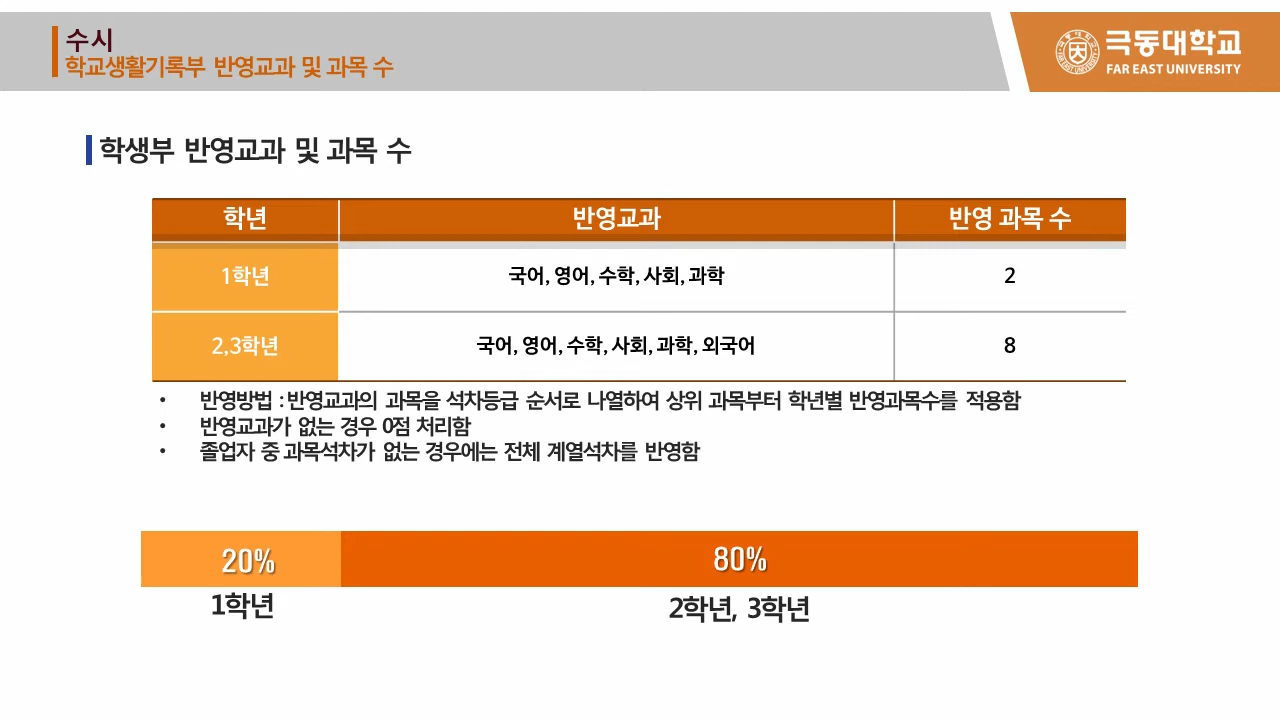 수시
학교생활기록부 반영교과 및 과목 수
극동대학교
FAR EAST UNIVERSITY
학생부 반영교과 및 과목 수
학년 반영교과 반영 과목 수
1학년 국어, 영어, 수학, 사회, 과학 2
2,3학년 국어, 영어, 수학, 사회, 과학, 외국어 8
• 반영방법 : 반영교과의 과목을 석차등급 순서로 나열하여 상위 과목부터 학년별 반영과목수를 적용함
• 반영교과가 없는 경우 0점 처리함
• 졸업자 중 과목석차가 없는 경우에는 전체 계열석차를 반영함
20% 80%
1학년 2학년, 3학년